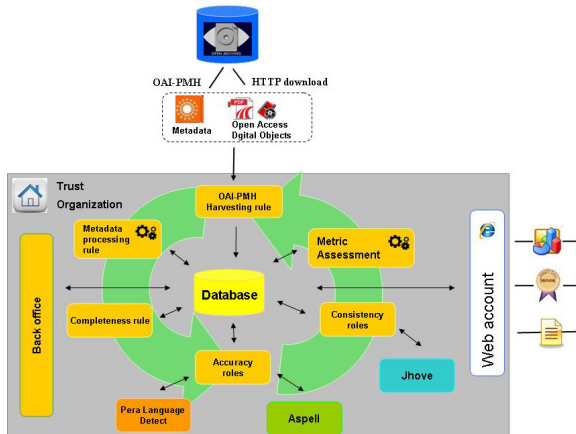 OPEN ARCHIVES
OAI-PMH
HTTP download
PDF
Metadata
Open Access
Dgital Objects
Trust
Organization
OAI-PMH
Harvesting rule
Metadata
processing
rule
Metric
Assessment
Database
Back office
Completeness rule
Consistency
roles
Web account
Accuracy
roles
Jhove
Pera Language
Detect
Aspell